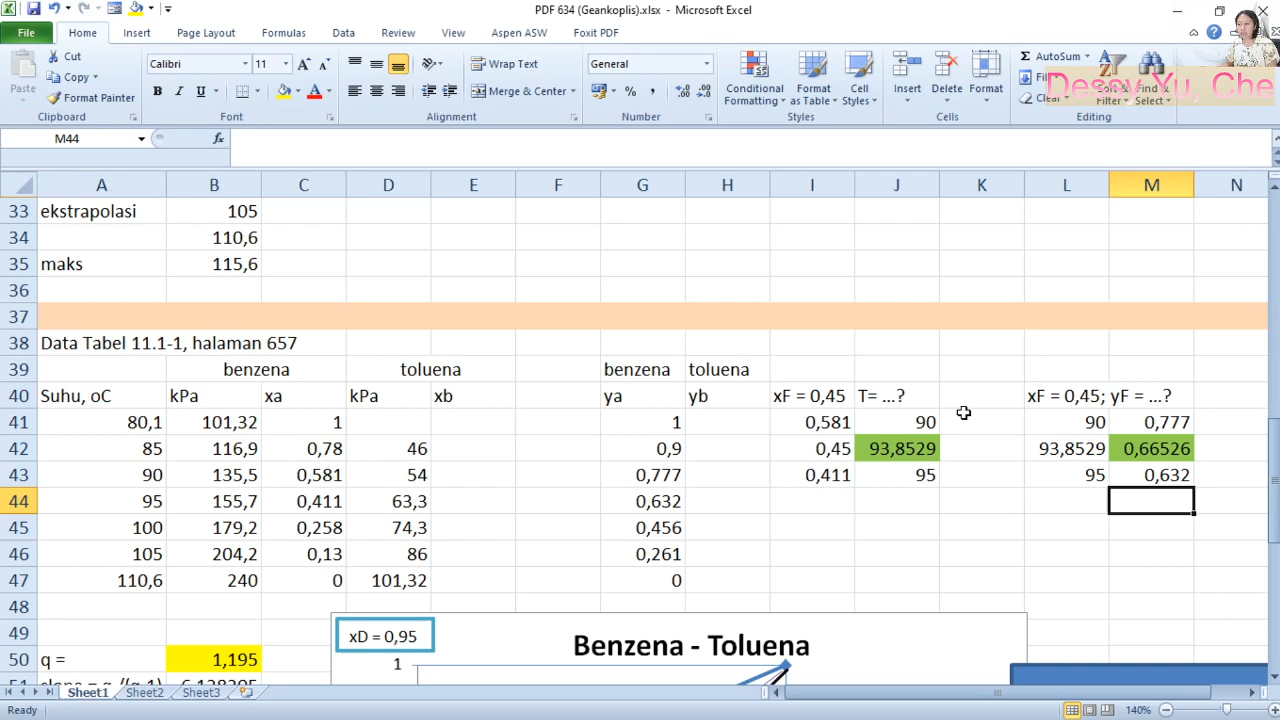 PDF 634 (Geankoplis).xlsx - Microsoft Excel
File Home Insert Page Layout Formulas Data Review View Aspen ASW Foxit PDF
Cut Calibri 11 Wrap Text General AutoSum
Copy
Paste Format Painter Merge & Center Conditional Formatting Format as Table Cell Styles Insert Delete Format Clear Sort & Filter Find & Select
Dessy Yu, Che
Clipboard Font Alignment Number Styles Cells Editing
M44 fx
A B C D E F G H I J K L M N
33 ekstrapolasi 105
34 110,6
35 maks 115,6
36
37
38 Data Tabel 11.1-1, halaman 657
39 benzena toluena benzena toluena
40 Suhu, oC kPa xa kPa xb ya yb xF = 0,45 T= ...? xF = 0,45; yF = ...?
41 80,1 101,32 1 1 0,581 90 90 0,777
42 85 116,9 0,78 46 0,9 0,45 93,8529 93,8529 0,66526
43 90 135,5 0,581 54 0,777 0,411 95 95 0,632
44 95 155,7 0,411 63,3 0,632
45 100 179,2 0,258 74,3 0,456
46 105 204,2 0,13 86 0,261
47 110,6 240 0 101,32 0
48
49 xD = 0,95 Benzena - Toluena
1
50 q = 1,195
Sheet1 Sheet2 Sheet3
Ready 140%